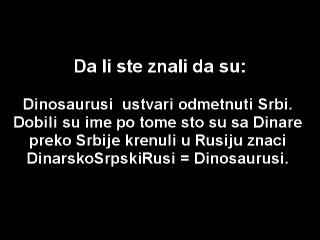 Da li ste znali da su:
Dinosaurusi ustvari odmetnuti Srbi.
Dobili su ime po tome sto su sa Dinare
preko Srbije krenuli u Rusiju znaci
DinarskoSrpskiRusi = Dinosaurusi.